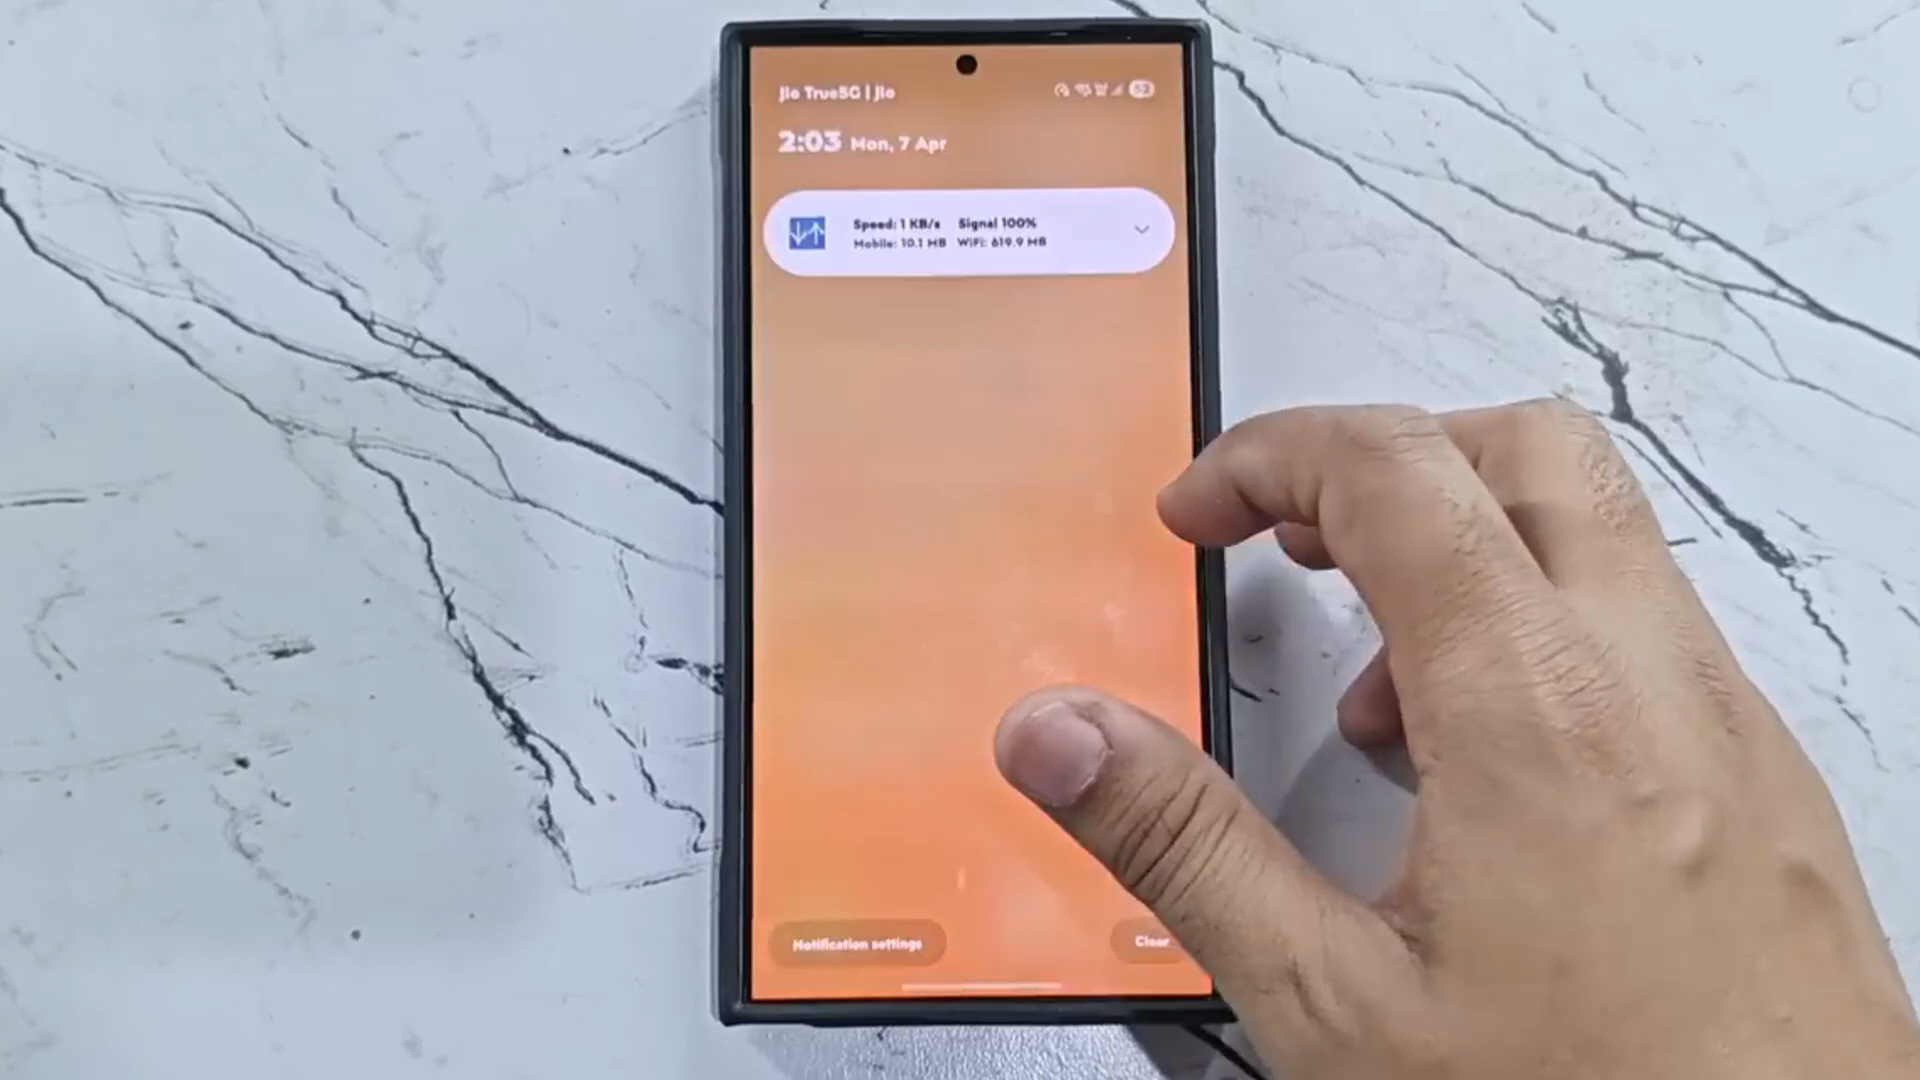 Jio True5G | Jio
53
2:03 Mon, 7 Apr
Speed: 1 KB/s Signal 100%
Mobile: 10.1 MB WiFi: 619.9 MB
Notification settings
Clear